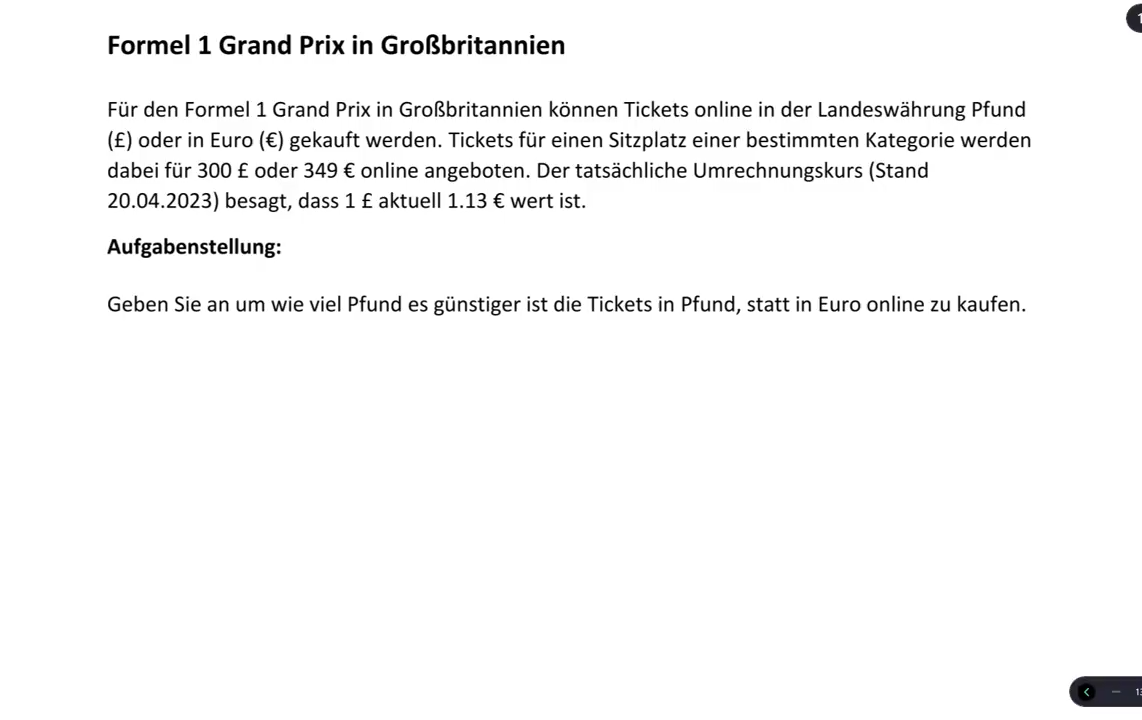 Formel 1 Grand Prix in Großbritannien
Für den Formel 1 Grand Prix in Großbritannien können Tickets online in der Landeswährung Pfund
(£) oder in Euro (€) gekauft werden. Tickets für einen Sitzplatz einer bestimmten Kategorie werden
dabei für 300 £ oder 349 € online angeboten. Der tatsächliche Umrechnungskurs (Stand
20.04.2023) besagt, dass 1 £ aktuell 1.13 € wert ist.
Aufgabenstellung:
Geben Sie an um wie viel Pfund es günstiger ist die Tickets in Pfund, statt in Euro online zu kaufen.